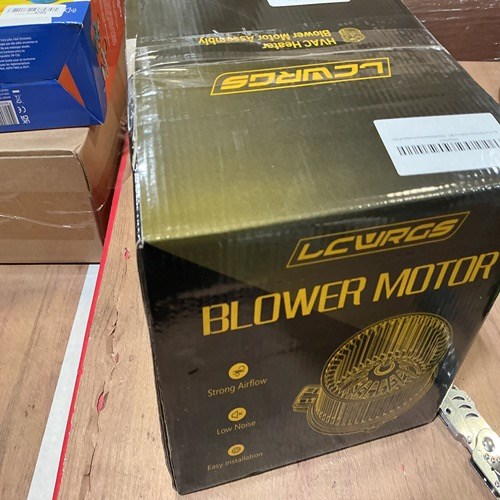 HVAC Heater
Blower Motor Assembly
LCWRGS
LCWRGS
BLOWER MOTOR
Strong Airflow
Low Noise
Easy installation